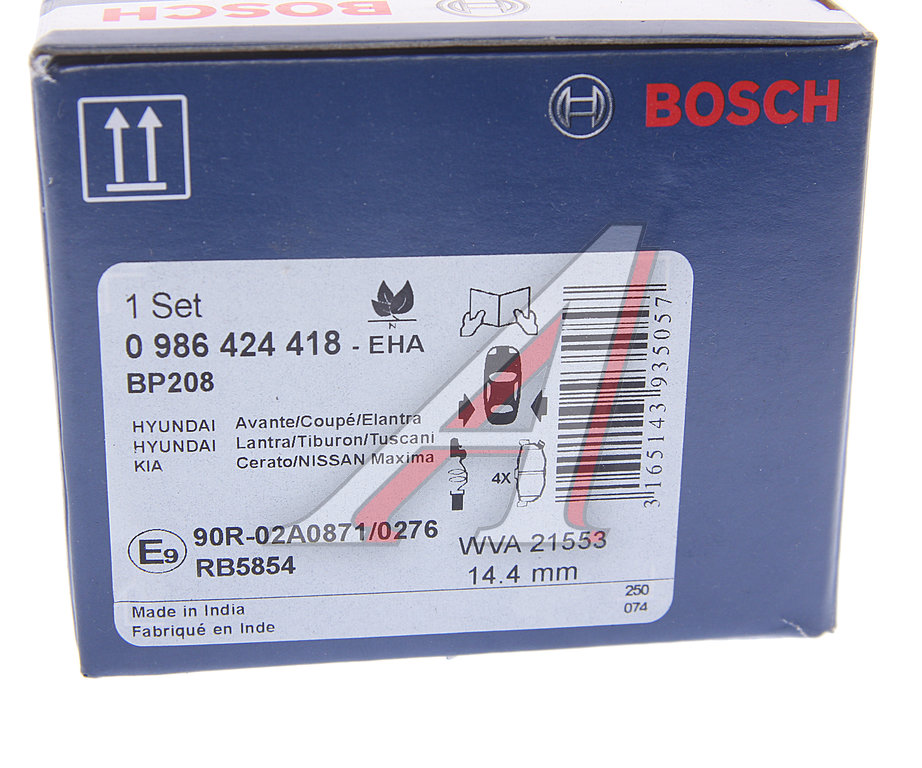 BOSCH
BOSCH
1 Set
0 986 424 418 - EHA
BP208
HYUNDAI Avante/Coupé/Elantra
HYUNDAI Lantra/Tiburon/Tuscani
KIA Cerato/NISSAN Maxima
N
4X
3165143935057
E9 90R-02A0871/0276
RB5854
WVA 21553
14.4 mm
Made in India
Fabriqué en Inde
250
074